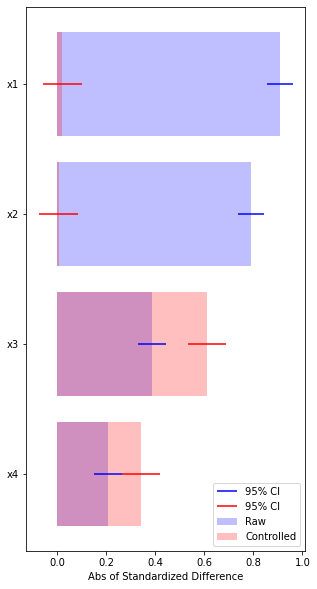 x1
x2
x3
x4
95% CI
95% CI
Raw
Controlled
0.0 0.2 0.4 0.6 0.8 1.0
Abs of Standardized Difference